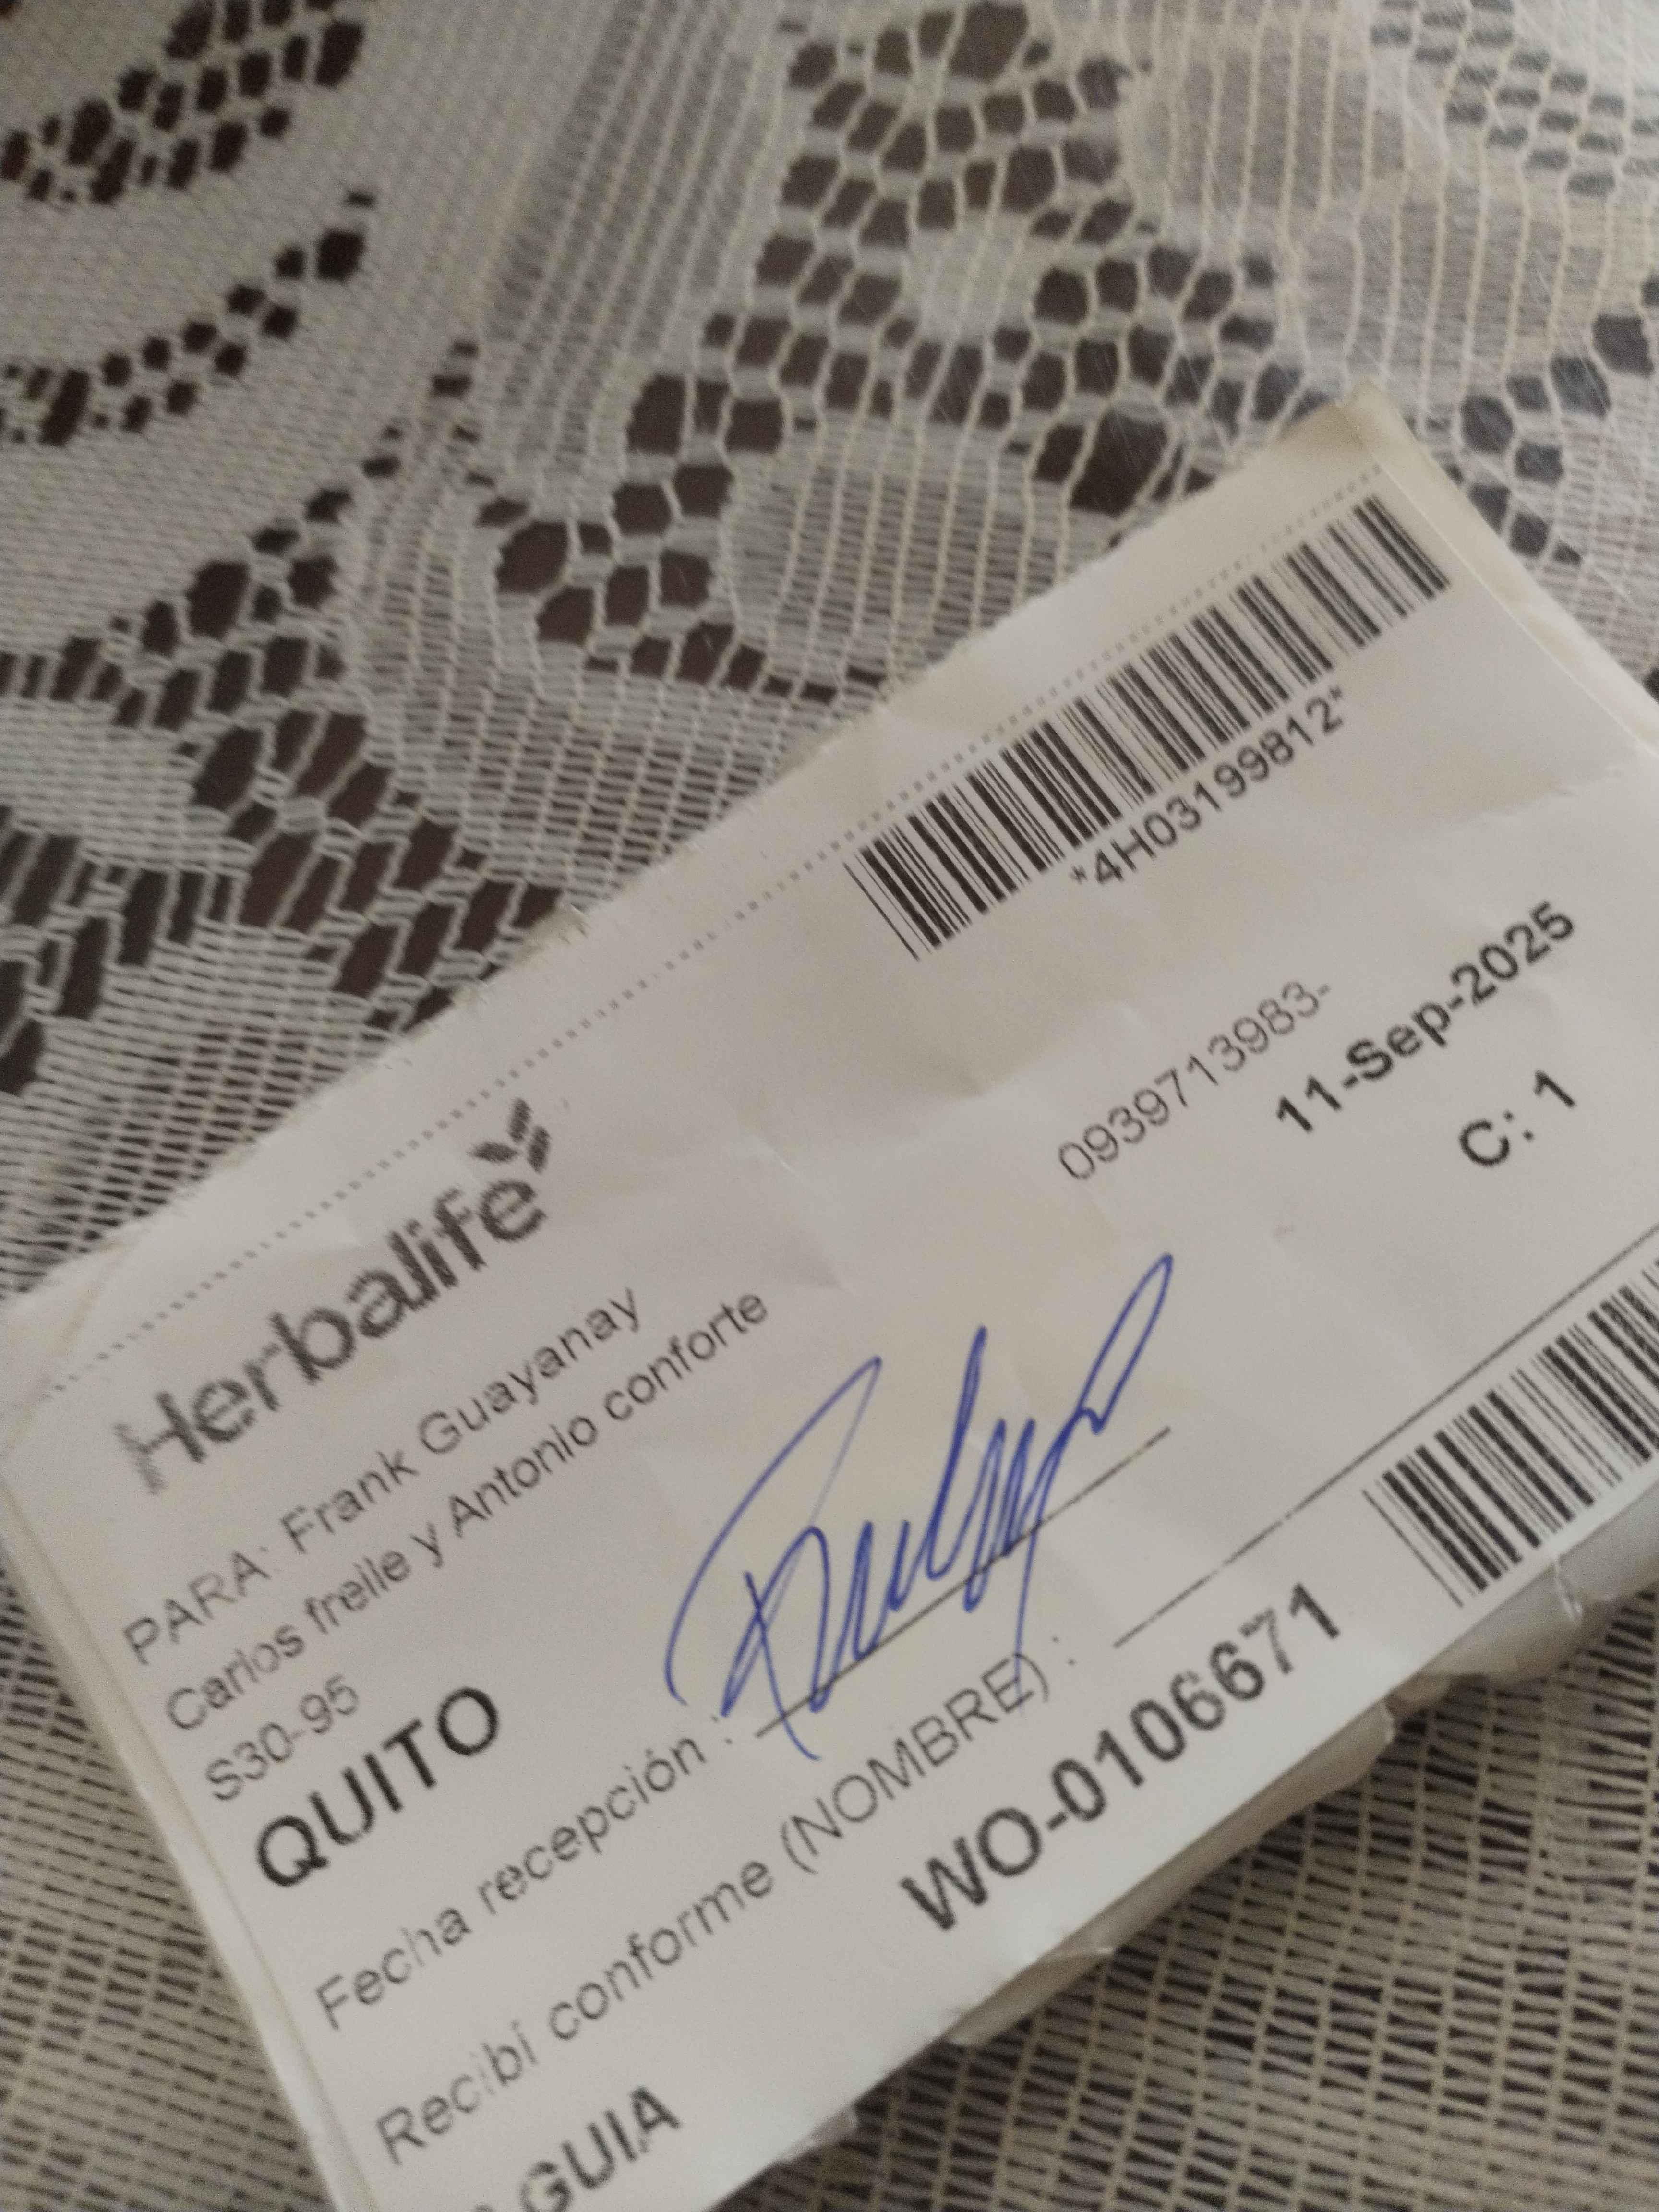 *4H03199812*
Herbalife
PARA: Frank Guayanay
0939713983-
Carlos freile y Antonio conforte
11-Sep-2025
S30-95
C: 1
QUITO
Fecha recepción :
Recibi conforme (NOMBRE) :
GUIA
WO-0106671